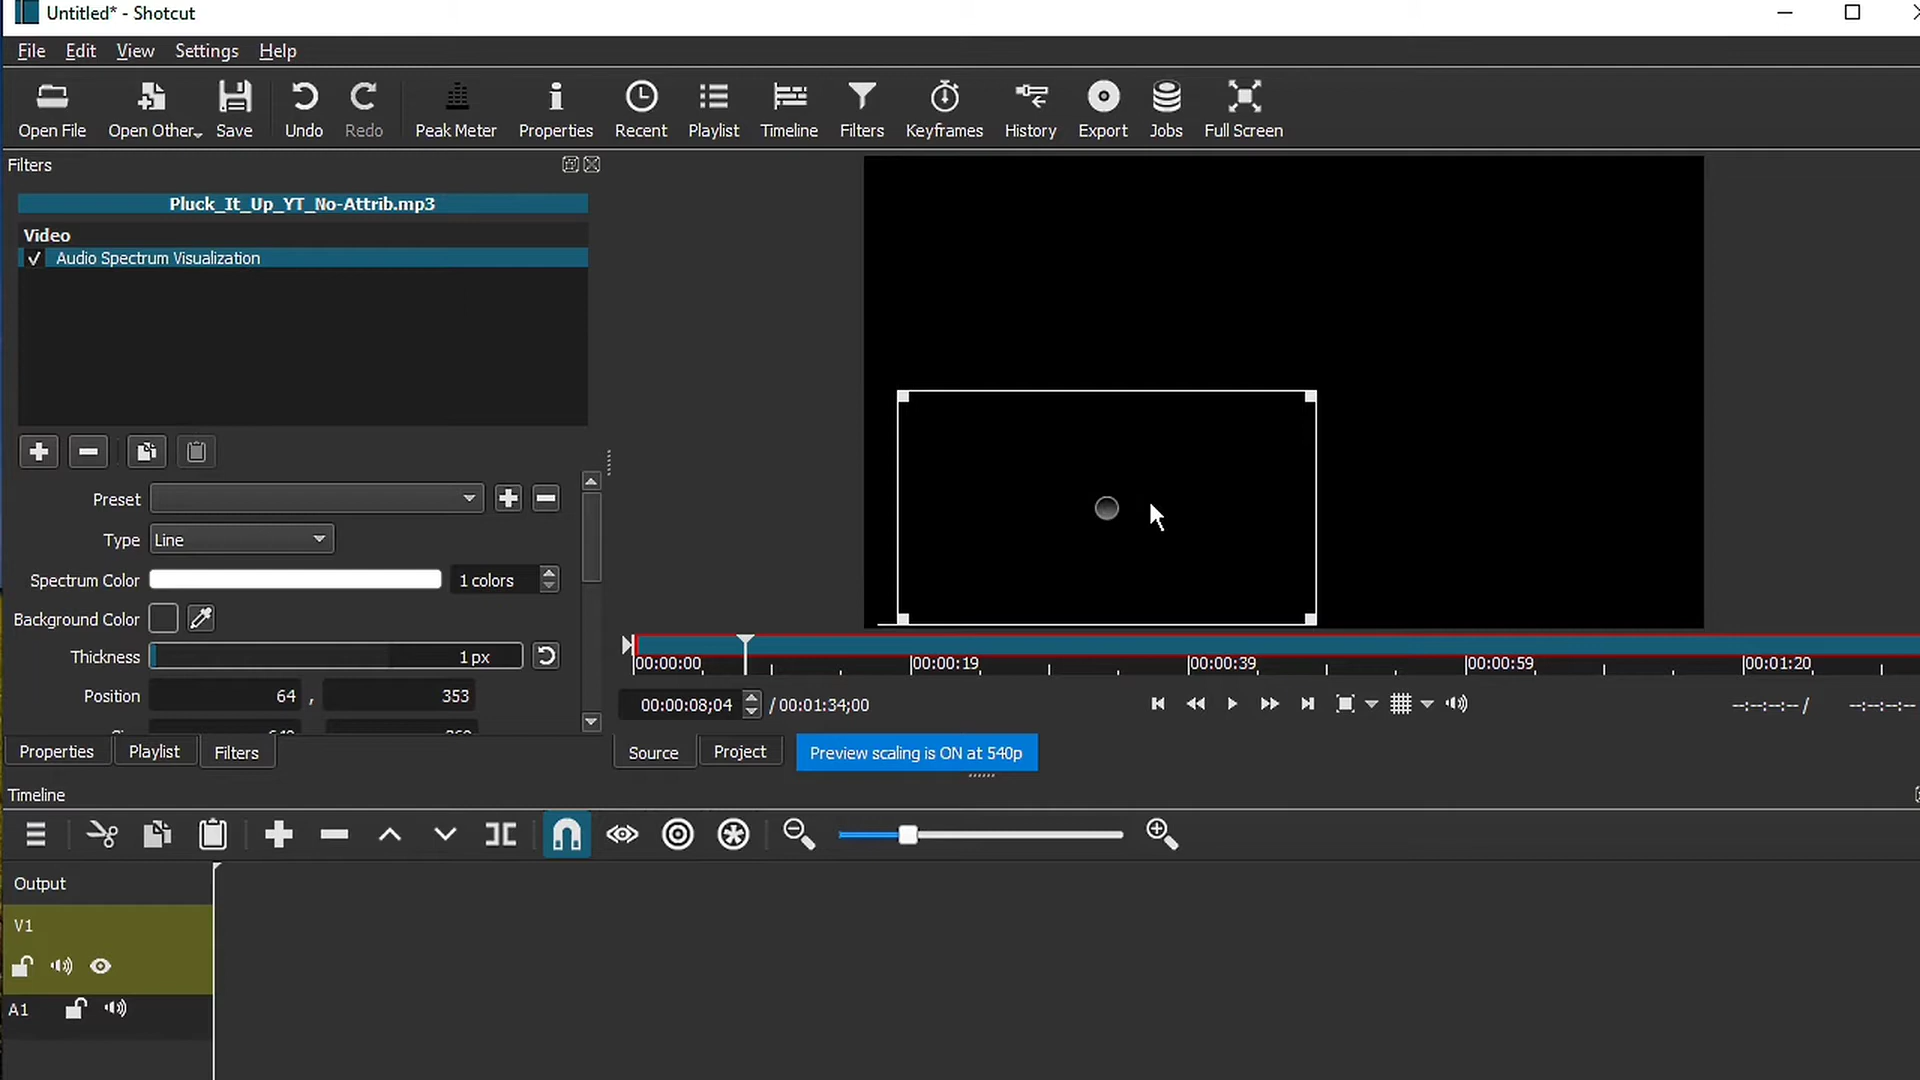 Untitled* - Shotcut
File Edit View Settings Help
Open File Open Other... Save Undo Redo Peak Meter Properties Recent Playlist Timeline Filters Keyframes History Export Jobs Full Screen
Filters
Pluck_It_Up_YT_No-Attrib.mp3
Video
Audio Spectrum Visualization
Preset
Type Line
Spectrum Color 1 colors
Background Color
Thickness 1 px
Position 64 , 353
00:00:00 00:00:19 00:00:39 00:00:59 00:01:20
00:00:08;04 / 00:01:34;00 --:--:--:-- / --:--:--:--
Properties Playlist Filters Source Project Preview scaling is ON at 540p
Timeline
Output
V1
A1